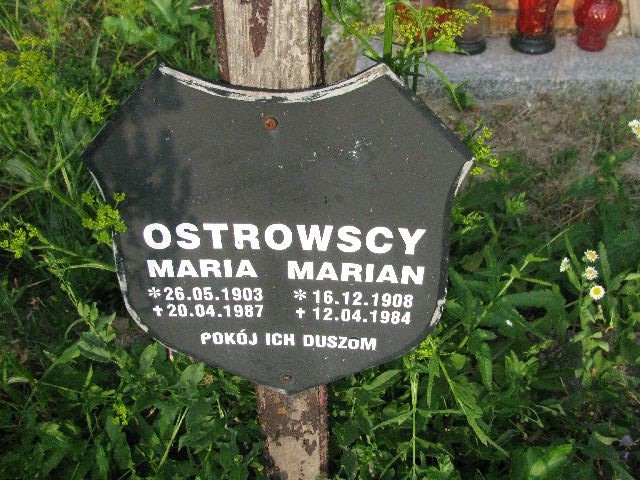 OSTROWSCY
MARIA MARIAN
*26.05.1903 *16.12.1908
+20.04.1987 +12.04.1984
POKÓJ ICH DUSZOM